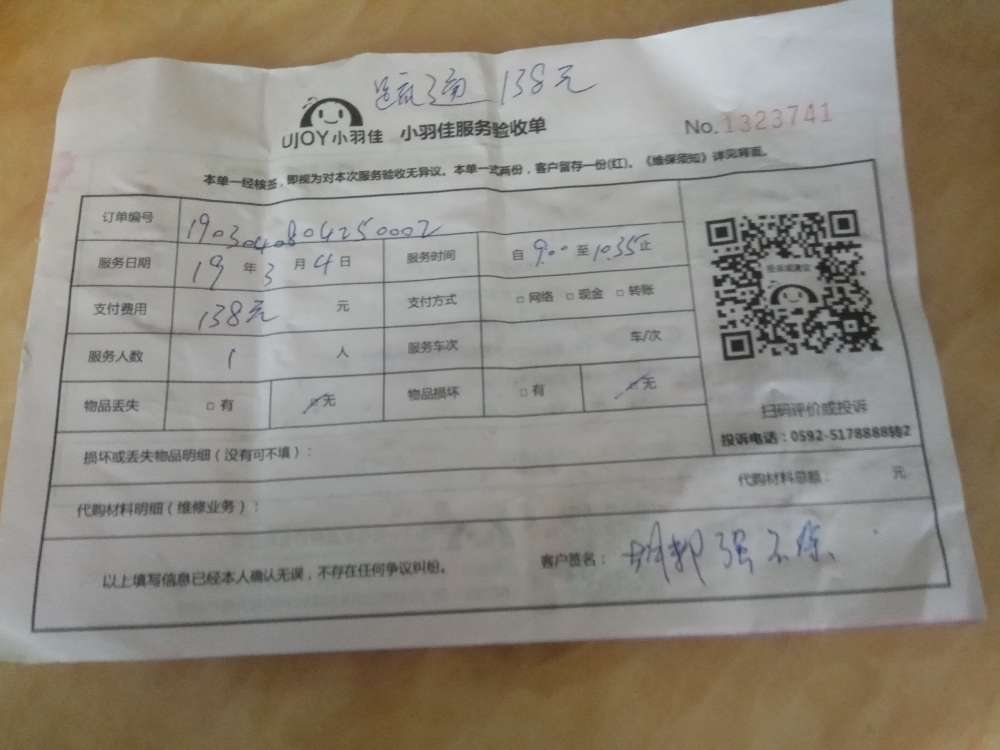 138元
UJOY小羽佳 小羽佳服务验收单
No.1323741
本单一经核签，即视为对本次服务验收无异议。本单一式两份，客户留存一份(红)。《维保须知》详见背面。
订单编号 1903040804250002
服务日期 19 年 3 月 4 日 服务时间 自 9:00 至 10:35 止
支付费用 138元 元 支付方式 □网络 □现金 □转账
服务人数 1 人 服务车次 车/次
物品丢失 □有 □无 物品损坏 □有 □无
扫码评价或投诉
投诉电话：0592-5178888转2
损坏或丢失物品明细（没有可不填）：
代购材料明细（维修业务）： 代购材料总额： 元
以上填写信息已经本人确认无误，不存在任何争议纠纷。 客户签名：